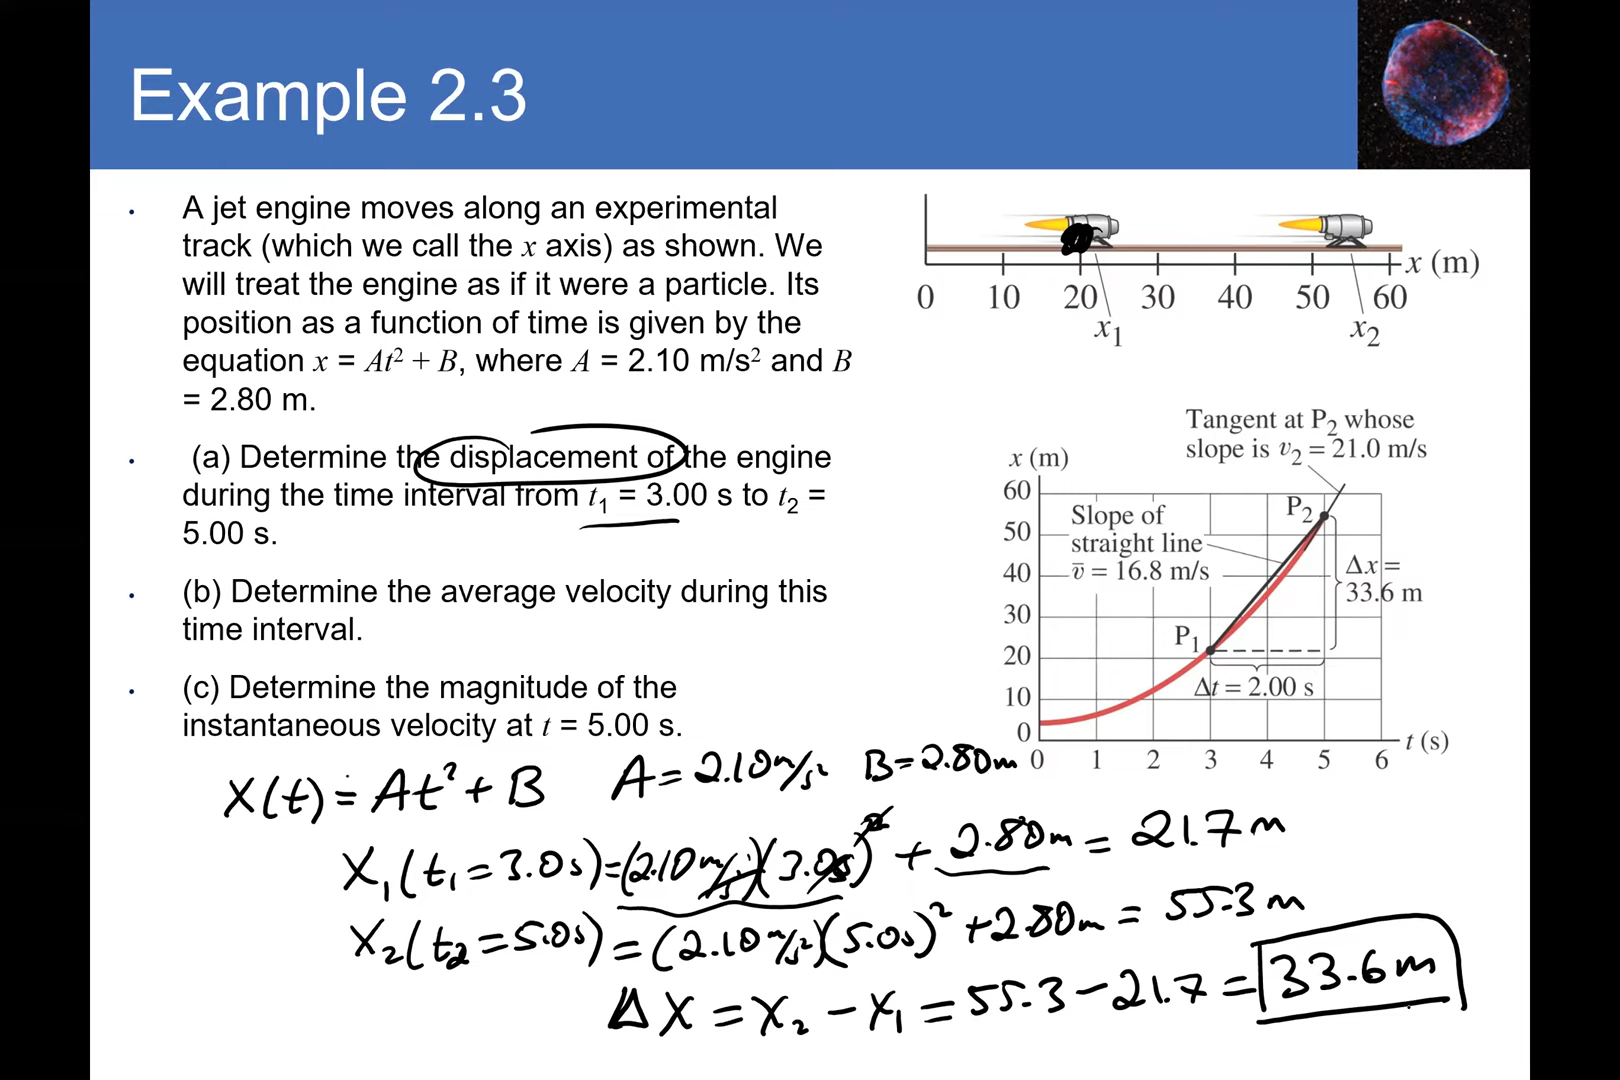 Example 2.3
• A jet engine moves along an experimental
track (which we call the x axis) as shown. We
will treat the engine as if it were a particle. Its
position as a function of time is given by the
equation x = At² + B, where A = 2.10 m/s² and B
= 2.80 m.
• (a) Determine the displacement of the engine
during the time interval from t₁ = 3.00 s to t₂ =
5.00 s.
• (b) Determine the average velocity during this
time interval.
• (c) Determine the magnitude of the
instantaneous velocity at t = 5.00 s.
x (m)
0 10 20 30 40 50 60
x₁ x₂
Tangent at P₂ whose
slope is v₂ = 21.0 m/s
x (m)
60
50
40
30
20
10
0
Slope of
straight line
v̅ = 16.8 m/s
P₂
Δx =
33.6 m
P₁
Δt = 2.00 s
0 1 2 3 4 5 6
t (s)
X(t) = At² + B A = 2.10 m/s² B = 2.80m
X₁(t₁ = 3.0s) = (2.10 m/s²)(3.0s)² + 2.80m = 21.7 m
X₂(t₂ = 5.0s) = (2.10 m/s²)(5.0s)² + 2.80m = 55.3 m
ΔX = X₂ - X₁ = 55.3 - 21.7 = 33.6 m